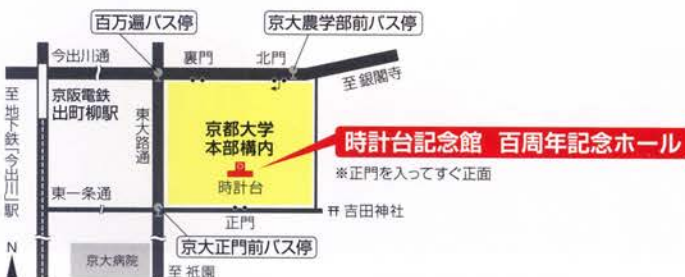 百万遍バス停
京大農学部前バス停
今出川通
裏門
北門
至銀閣寺
至地下鉄「今出川」駅
京阪電鉄
出町柳駅
東大路通
京都大学
本部構内
時計台
時計台記念館 百周年記念ホール
※正門を入ってすぐ正面
東一条通
正門
吉田神社
京大正門前バス停
N
京大病院
至祇園